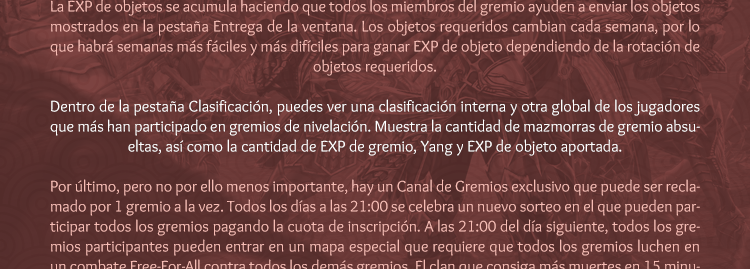 La EXP de objetos se acumula haciendo que todos los miembros del gremio ayuden a enviar los objetos
mostrados en la pestaña Entrega de la ventana. Los objetos requeridos cambian cada semana, por lo
que habrá semanas más fáciles y más difíciles para ganar EXP de objeto dependiendo de la rotación de
objetos requeridos.
Dentro de la pestaña Clasificación, puedes ver una clasificación interna y otra global de los jugadores
que más han participado en gremios de nivelación. Muestra la cantidad de mazmorras de gremio absu-
eltas, así como la cantidad de EXP de gremio, Yang y EXP de objeto aportada.
Por último, pero no por ello menos importante, hay un Canal de Gremios exclusivo que puede ser recla-
mado por 1 gremio a la vez. Todos los días a las 21:00 se celebra un nuevo sorteo en el que pueden par-
ticipar todos los gremios pagando la cuota de inscripción. A las 21:00 del día siguiente, todos los gre-
mios participantes pueden entrar en un mapa especial que requiere que todos los gremios luchen en
un combate Free-For-All contra todos los demás gremios. El clan que consiga más muertes en 15 minu-